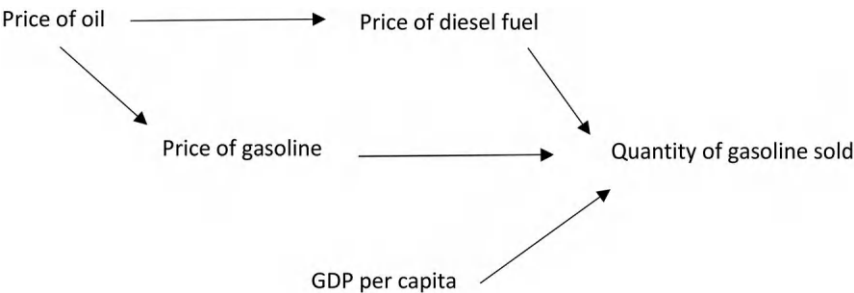 Price of oil
Price of diesel fuel
Price of gasoline
Quantity of gasoline sold
GDP per capita